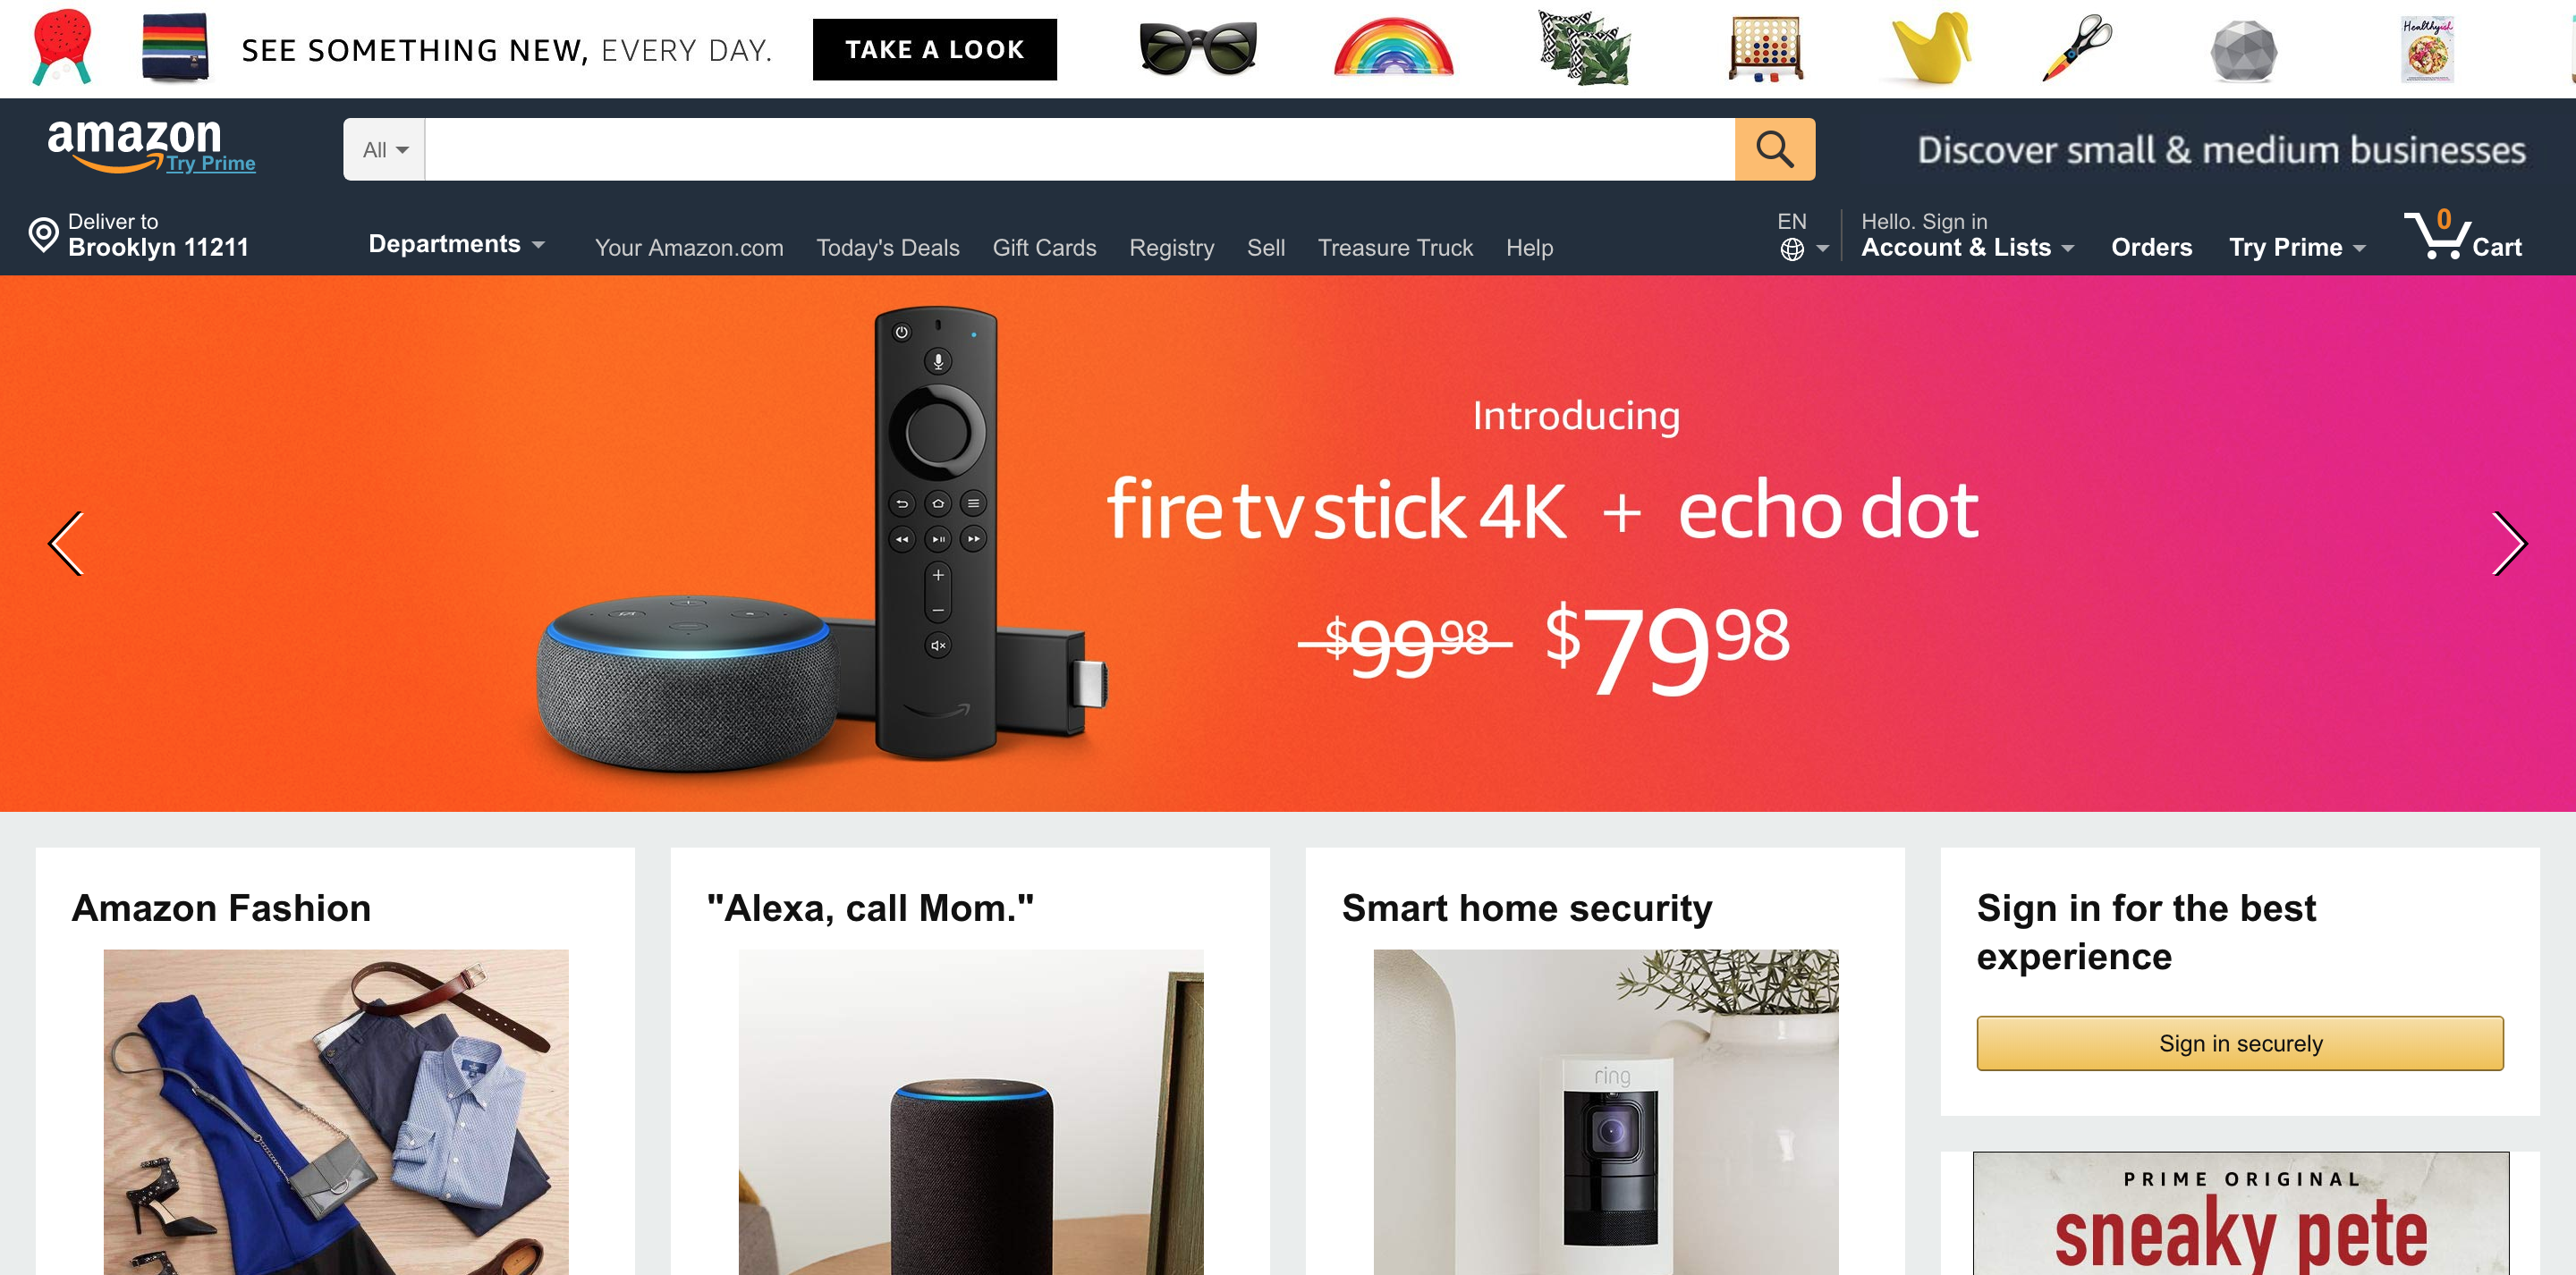 SEE SOMETHING NEW, EVERY DAY.
TAKE A LOOK
Healthyish
amazon
Try Prime
All
Discover small & medium businesses
Deliver to
Brooklyn 11211
Departments
Your Amazon.com
Today's Deals
Gift Cards
Registry
Sell
Treasure Truck
Help
EN
Hello. Sign in
Account & Lists
Orders
Try Prime
0
Cart
Introducing
fire tv stick 4K + echo dot
$99 98 $79 98
Amazon Fashion
"Alexa, call Mom."
Smart home security
ring
Sign in for the best
experience
Sign in securely
PRIME ORIGINAL
sneaky pete